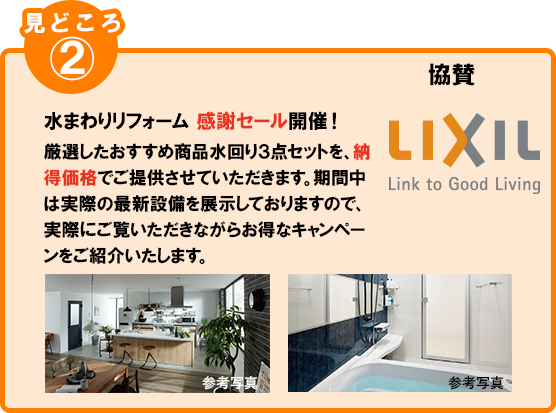 見どころ
②
協賛
水まわりリフォーム 感謝セール開催！
厳選したおすすめ商品水回り3点セットを、納
得価格でご提供させていただきます。期間中
は実際の最新設備を展示しておりますので、
実際にご覧いただきながらお得なキャンペー
ンをご紹介いたします。
LIXIL
Link to Good Living
参考写真
参考写真